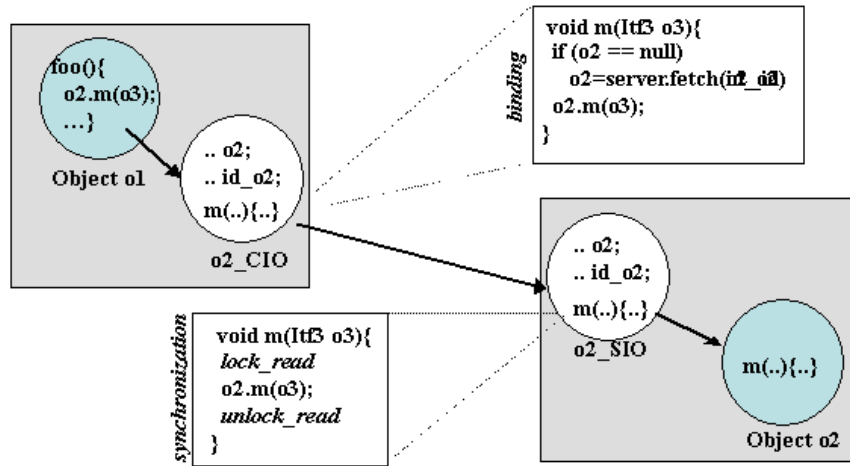 foo(){
o2.m(o3);
...}
Object o1
.. o2;
.. id_o2;
m(..){..}
o2_CIO
binding
void m(Itf3 o3){
if (o2 == null)
o2=server.fetch(
o2.m(o3);
}
.. o2;
.. id_o2;
m(..){..}
o2_SIO
m(..){..}
Object o2
synchronization
void m(Itf3 o3){
lock_read
o2.m(o3);
unlock_read
}